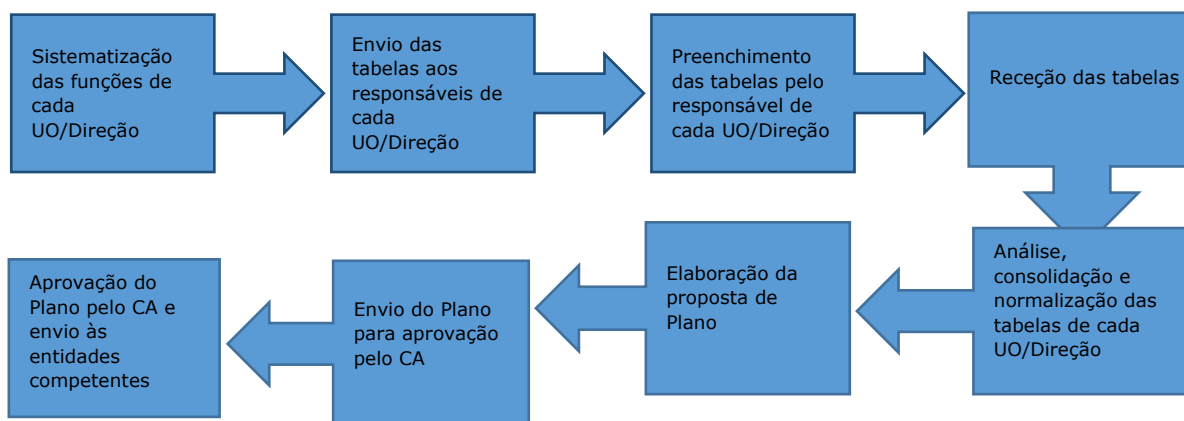 Sistematização
das funções de
cada
UO/Direção
Envio das
tabelas aos
responsáveis de
cada
UO/Direção
Preenchimento
das tabelas pelo
responsável de
cada UO/Direção
Receção das tabelas
Análise,
consolidação e
normalização das
tabelas de cada
UO/Direção
Elaboração da
proposta de
Plano
Envio do Plano
para aprovação
pelo CA
Aprovação do
Plano pelo CA e
envio às
entidades
competentes